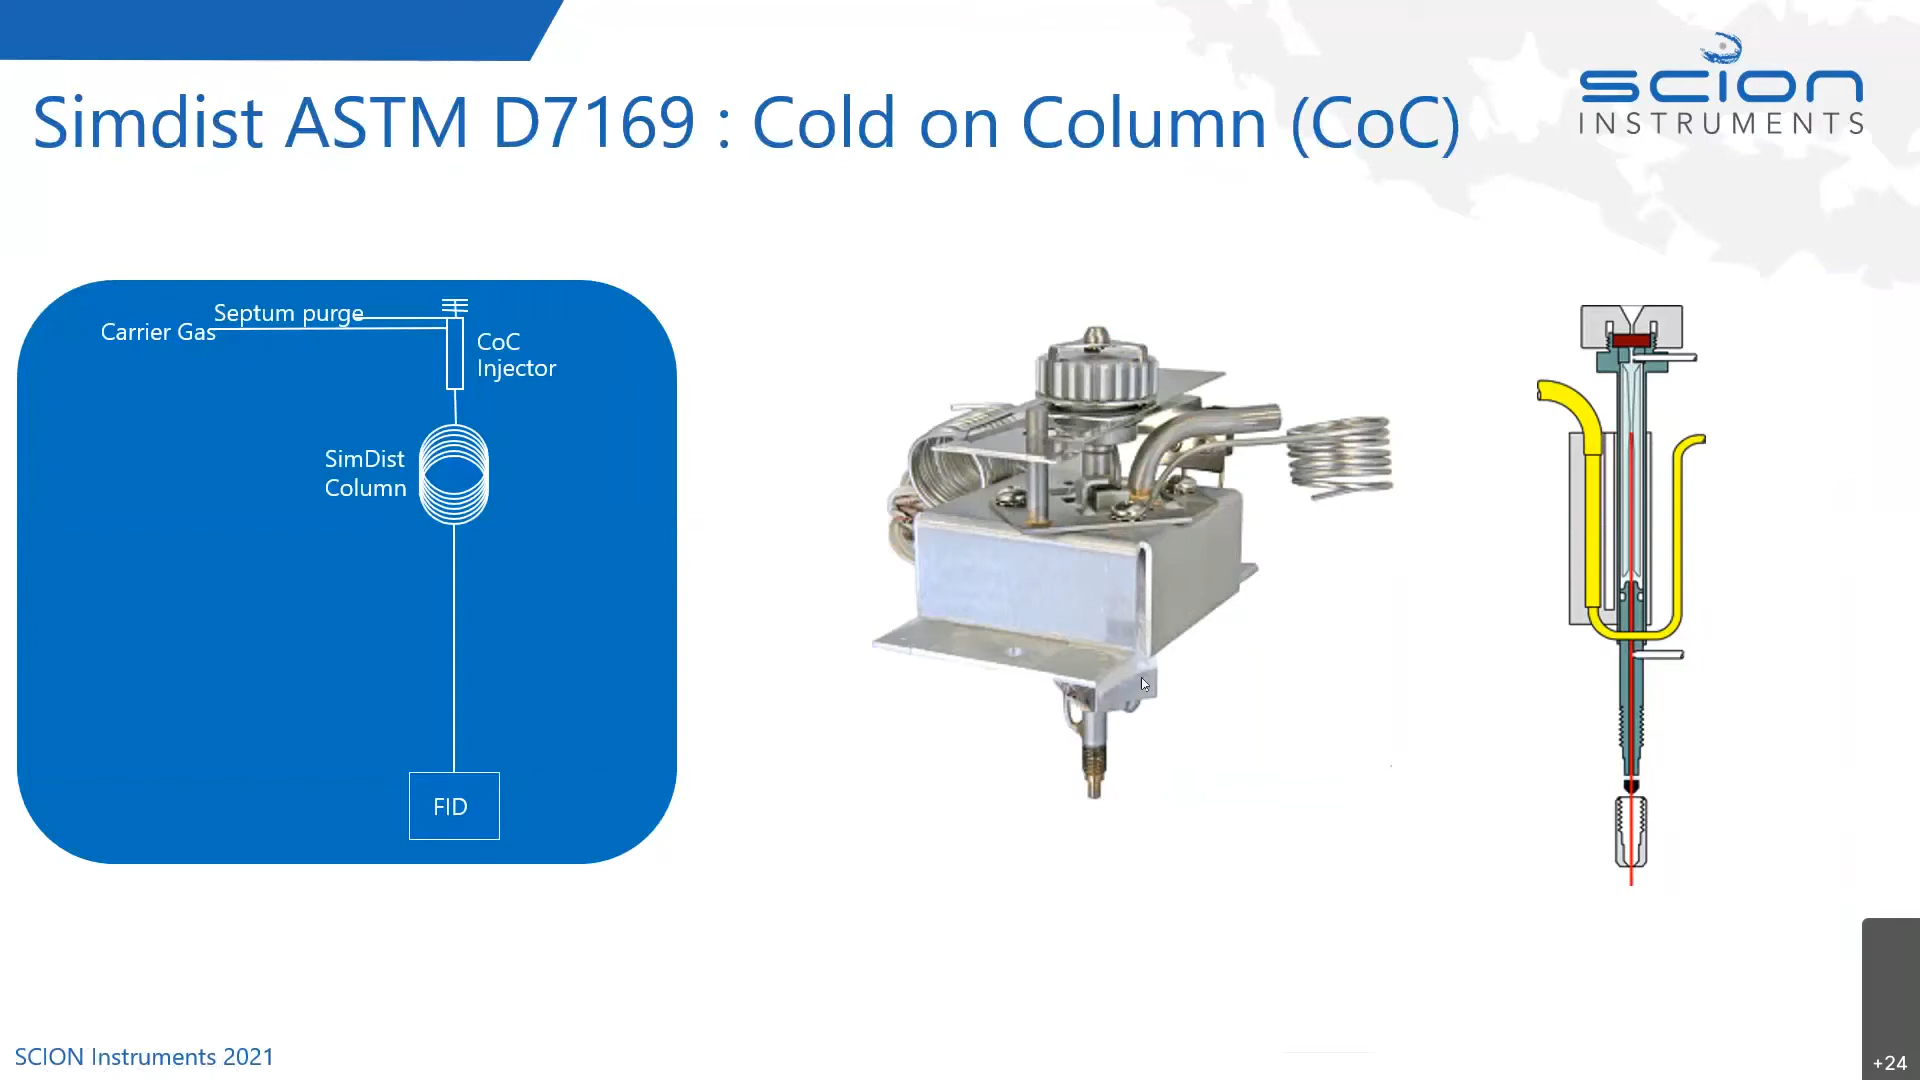 scion
INSTRUMENTS
Simdist ASTM D7169 : Cold on Column (CoC)
Septum purge
Carrier Gas
CoC
Injector
SimDist
Column
FID
SCION Instruments 2021
+24